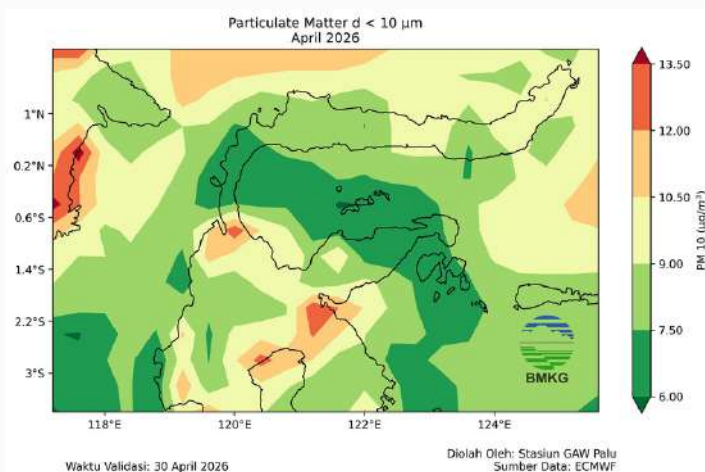 Particulate Matter d < 10 μm
April 2026
1°N
0.2°N
0.6°S
1.4°S
2.2°S
3°S
118°E
120°E
122°E
124°E
13.50
12.00
10.50
9.00
7.50
6.00
PM 10 (μg/m³)
BMKG
Waktu Validasi: 30 April 2026
Diolah Oleh: Stasiun GAW Palu
Sumber Data: ECMWF